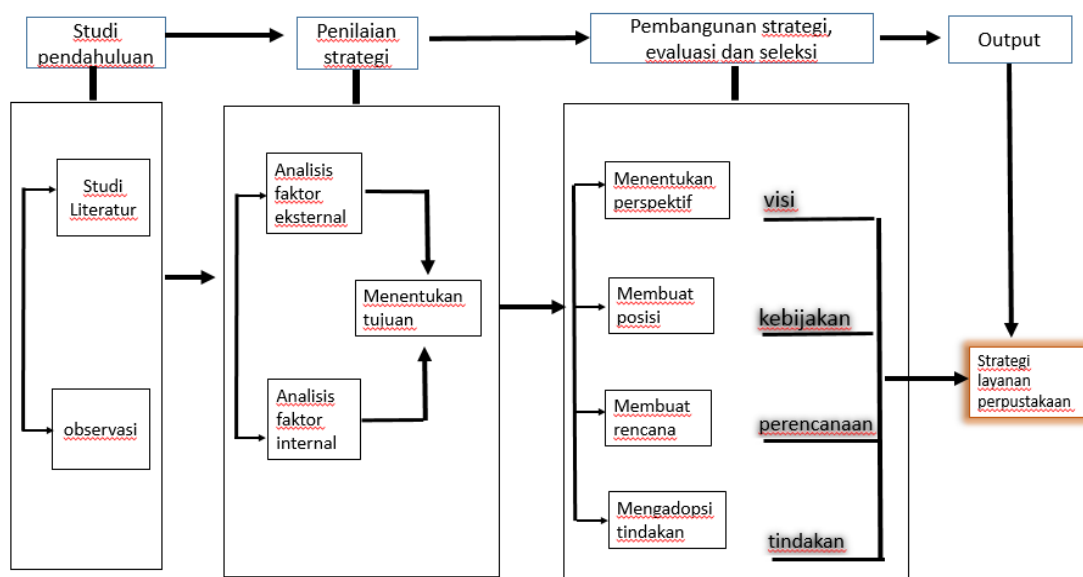 Studi
pendahuluan
Penilaian
strategi
Pembangunan strategi,
evaluasi dan seleksi
Output
Studi
Literatur
observasi
Analisis
faktor
eksternal
Menentukan
tujuan
Analisis
faktor
internal
Menentukan
perspektif
visi
Membuat
posisi
kebijakan
Membuat
rencana
perencanaan
Mengadopsi
tindakan
tindakan
Strategi
layanan
perpustakaan